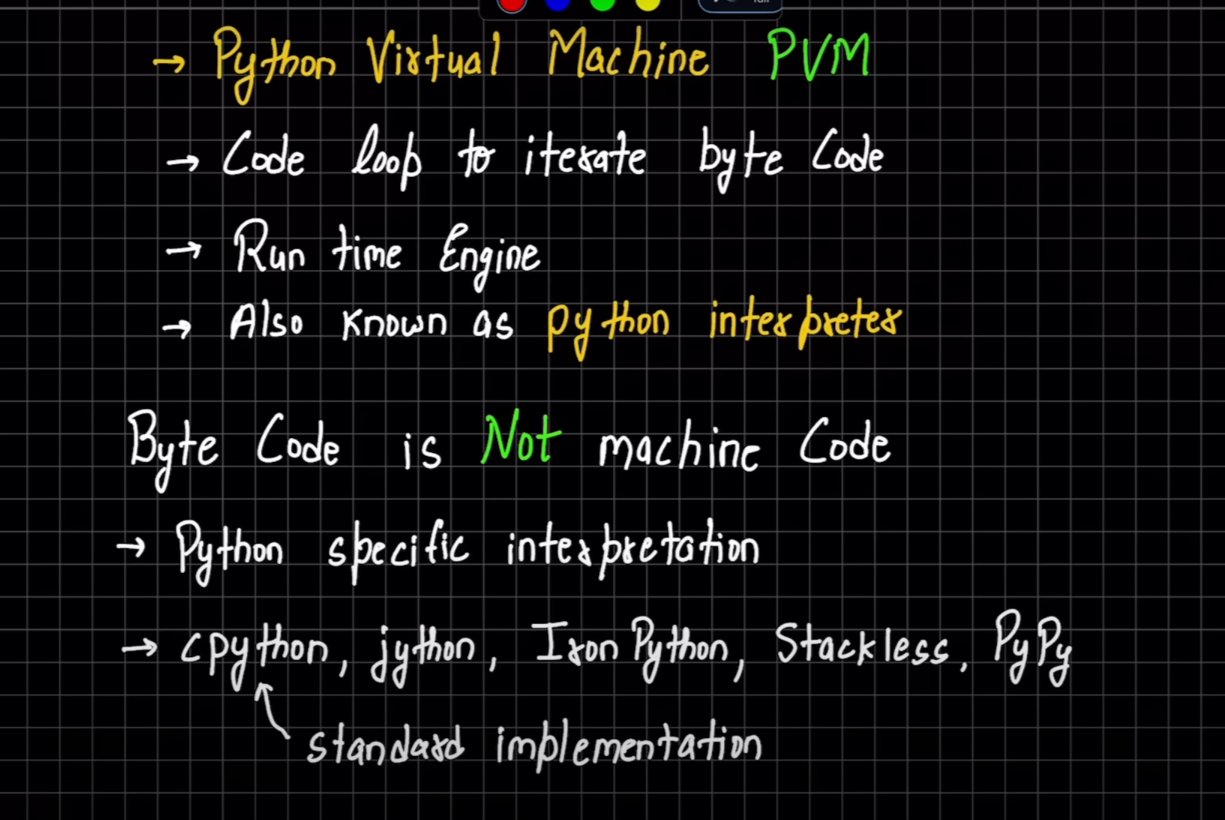 → Python Virtual Machine PVM
→ Code loop to iterate byte Code
→ Run time Engine
→ Also known as python interpreter
Byte Code is Not machine Code
→ Python specific interpretation
→ cpython, jython, Iron Python, Stackless, PyPy
standard implementation